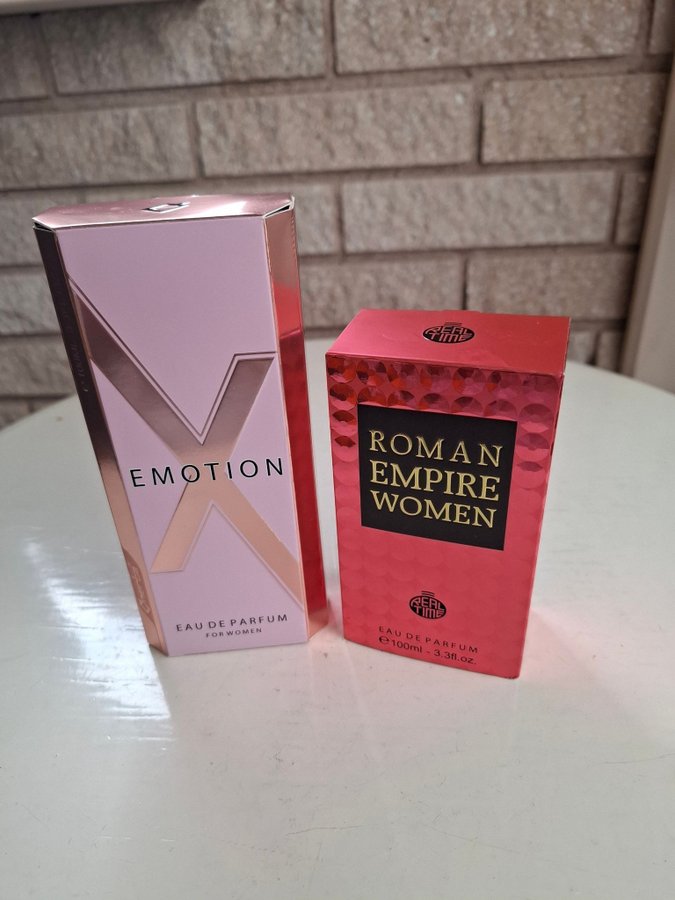 EMOTION
EAU DE PARFUM
FOR WOMEN
REAL
TIME
ROMAN
EMPIRE
WOMEN
REAL
TIME
EAU DE PARFUM
℮100ml - 3.3fl.oz.